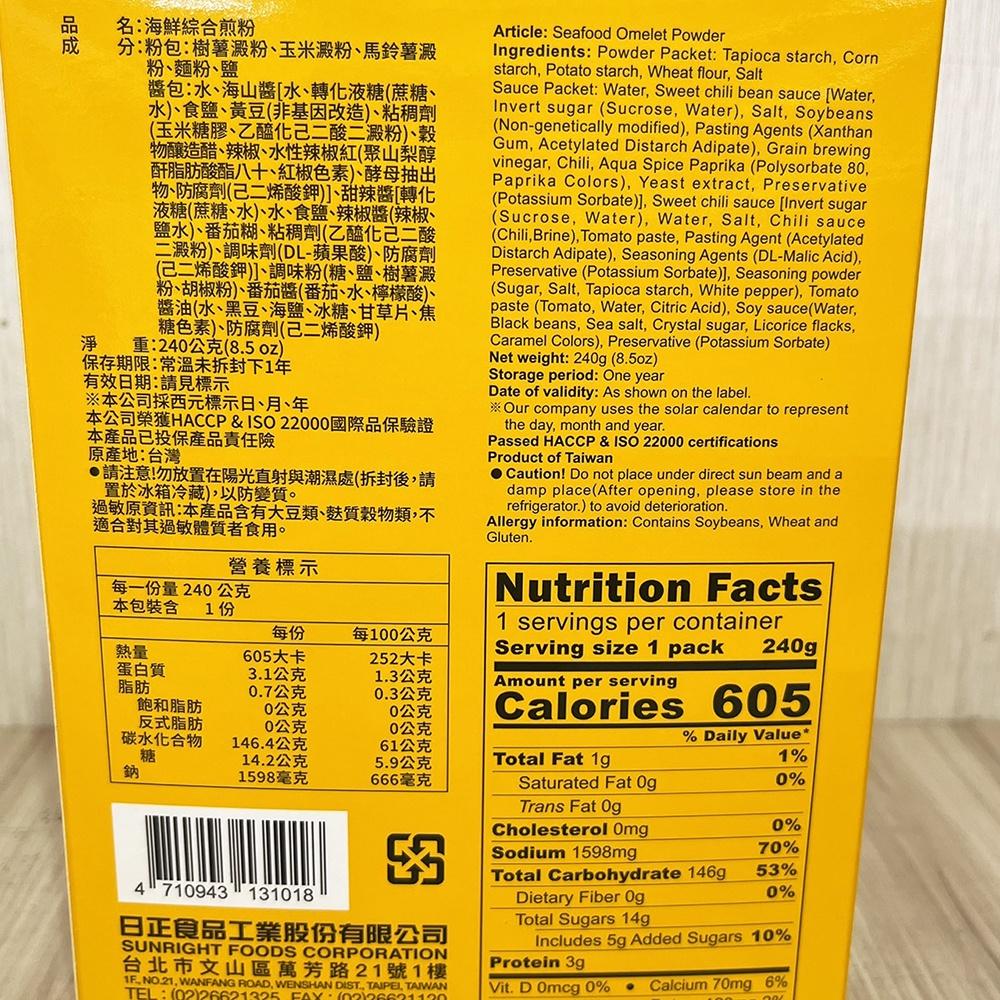 品　　名:海鮮綜合煎粉
成　　分:粉包:樹薯澱粉、玉米澱粉、馬鈴薯澱
粉、麵粉、鹽
醬包:水、海山醬[水、轉化液糖(蔗糖、
水)、食鹽、黃豆(非基因改造)、粘稠劑
(玉米糖膠、乙醯化己二酸二澱粉)、穀
物釀造醋、辣椒、水性辣椒紅(聚山梨醇
酐脂肪酸酯八十、紅椒色素)、酵母抽出
物、防腐劑(己二烯酸鉀)]、甜辣醬[轉化
液糖(蔗糖、水)、水、食鹽、辣椒醬(辣椒、
鹽水)、番茄糊、粘稠劑(乙醯化己二酸
二澱粉)、調味劑(DL-蘋果酸)、防腐劑
(己二烯酸鉀)]、調味粉(糖、鹽、樹薯澱
粉、胡椒粉)、番茄醬(番茄、水、檸檬酸)、
醬油(水、黑豆、海鹽、冰糖、甘草片、焦
糖色素)、防腐劑(己二烯酸鉀)
淨　　重:240公克(8.5 oz)
保存期限:常溫未拆封下1年
有效日期:請見標示
※本公司採西元標示日、月、年
本公司榮獲HACCP & ISO 22000國際品保驗證
本產品已投保產品責任險
原產地:台灣
●請注意!勿放置在陽光直射與潮濕處(拆封後,請
置於冰箱冷藏),以防變質。
過敏原資訊:本產品含有大豆類、麩質穀物類,不
適合對其過敏體質者食用。
營養標示
每一份量 240 公克
本包裝含 1 份
每份 每100公克
熱量 605大卡 252大卡
蛋白質 3.1公克 1.3公克
脂肪 0.7公克 0.3公克
飽和脂肪 0公克 0公克
反式脂肪 0公克 0公克
碳水化合物 146.4公克 61公克
糖 14.2公克 5.9公克
鈉 1598毫克 666毫克
4 710943 131018
日正食品工業股份有限公司
SUNRIGHT FOODS CORPORATION
台北市文山區萬芳路21號1樓
1F., NO.21, WANFANG ROAD, WENSHAN DIST., TAIPEI, TAIWAN
TEL : (02)26621325 FAX : (02)26621120
Article: Seafood Omelet Powder
Ingredients: Powder Packet: Tapioca starch, Corn
starch, Potato starch, Wheat flour, Salt
Sauce Packet: Water, Sweet chili bean sauce [Water,
Invert sugar (Sucrose, Water), Salt, Soybeans
(Non-genetically modified), Pasting Agents (Xanthan
Gum, Acetylated Distarch Adipate), Grain brewing
vinegar, Chili, Aqua Spice Paprika (Polysorbate 80,
Paprika Colors), Yeast extract, Preservative
(Potassium Sorbate)], Sweet chili sauce [Invert sugar
(Sucrose, Water), Water, Salt, Chili sauce
(Chili,Brine),Tomato paste, Pasting Agent (Acetylated
Distarch Adipate), Seasoning Agents (DL-Malic Acid),
Preservative (Potassium Sorbate)], Seasoning powder
(Sugar, Salt, Tapioca starch, White pepper), Tomato
paste (Tomato, Water, Citric Acid), Soy sauce(Water,
Black beans, Sea salt, Crystal sugar, Licorice flacks,
Caramel Colors), Preservative (Potassium Sorbate)
Net weight: 240g (8.5oz)
Storage period: One year
Date of validity: As shown on the label.
※Our company uses the solar calendar to represent
the day, month and year.
Passed HACCP & ISO 22000 certifications
Product of Taiwan
● Caution! Do not place under direct sun beam and a
damp place(After opening, please store in the
refrigerator.) to avoid deterioration.
Allergy information: Contains Soybeans, Wheat and
Gluten.
Nutrition Facts
1 servings per container
Serving size 1 pack 240g
Amount per serving
Calories 605
% Daily Value*
Total Fat 1g 1%
Saturated Fat 0g 0%
Trans Fat 0g
Cholesterol 0mg 0%
Sodium 1598mg 70%
Total Carbohydrate 146g 53%
Dietary Fiber 0g 0%
Total Sugars 14g
Includes 5g Added Sugars 10%
Protein 3g
Vit. D 0mcg 0% • Calcium 70mg 6%